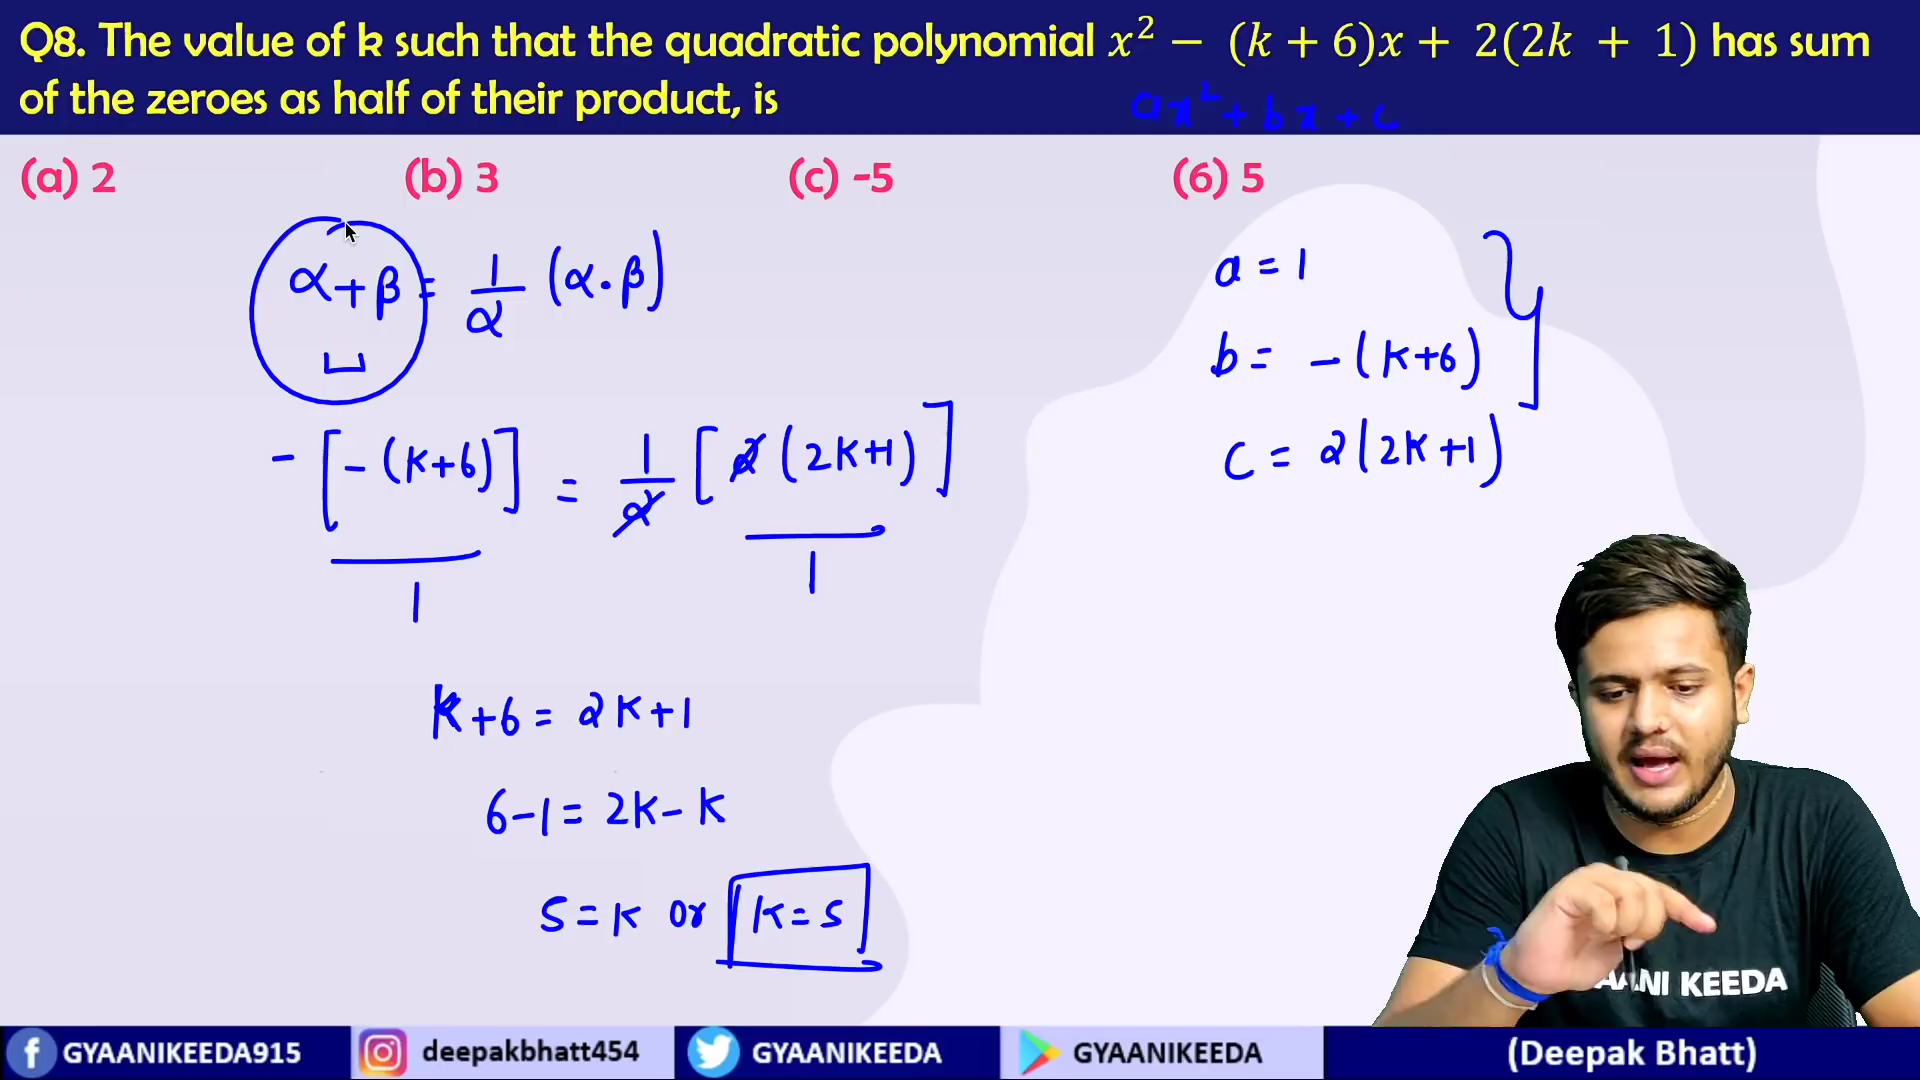 Q8. The value of k such that the quadratic polynomial x² − (k + 6)x + 2(2k + 1) has sum
of the zeroes as half of their product, is
ax² + bx + c
(a) 2 (b) 3 (c) -5 (6) 5
α+β = 1/2 (α.β)
a = 1
b = -(k+6)
c = 2(2k+1)
-[-(k+6)]/1 = 1/2 [2(2k+1)]/1
k+6 = 2k+1
6-1 = 2k-k
5=k or k=5
ANI KEEDA
f GYAANIKEEDA915 deepakbhatt454 GYAANIKEEDA GYAANIKEEDA (Deepak Bhatt)